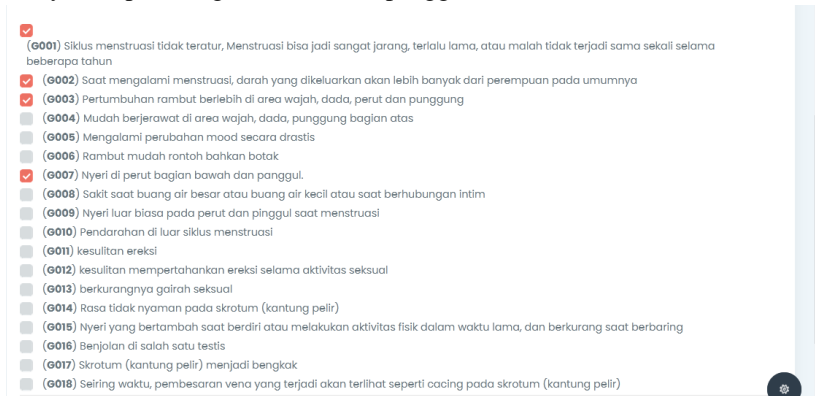 (G001) Siklus menstruasi tidak teratur, Menstruasi bisa jadi sangat jarang, terlalu lama, atau malah tidak terjadi sama sekali selama
beberapa tahun
(G002) Saat mengalami menstruasi, darah yang dikeluarkan akan lebih banyak dari perempuan pada umumnya
(G003) Pertumbuhan rambut berlebih di area wajah, dada, perut dan punggung
(G004) Mudah berjerawat di area wajah, dada, punggung bagian atas
(G005) Mengalami perubahan mood secara drastis
(G006) Rambut mudah rontoh bahkan botak
(G007) Nyeri di perut bagian bawah dan panggul.
(G008) Sakit saat buang air besar atau buang air kecil atau saat berhubungan intim
(G009) Nyeri luar biasa pada perut dan pinggul saat menstruasi
(G010) Pendarahan di luar siklus menstruasi
(G011) kesulitan ereksi
(G012) kesulitan mempertahankan ereksi selama aktivitas seksual
(G013) berkurangnya gairah seksual
(G014) Rasa tidak nyaman pada skrotum (kantung pelir)
(G015) Nyeri yang bertambah saat berdiri atau melakukan aktivitas fisik dalam waktu lama, dan berkurang saat berbaring
(G016) Benjolan di salah satu testis
(G017) Skrotum (kantung pelir) menjadi bengkak
(G018) Seiring waktu, pembesaran vena yang terjadi akan terlihat seperti cacing pada skrotum (kantung pelir)